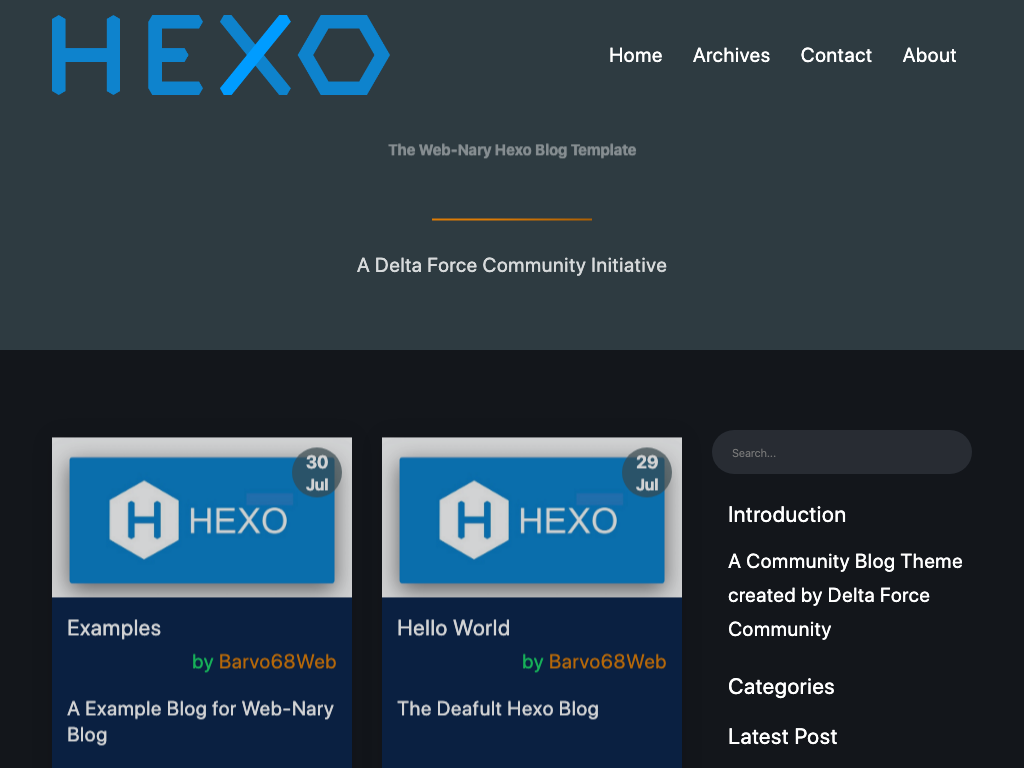 HEXO
Home Archives Contact About
The Web-Nary Hexo Blog Template
A Delta Force Community Initiative
30
Jul
HEXO
Examples
by Barvo68Web
A Example Blog for Web-Nary
Blog
29
Jul
HEXO
Hello World
by Barvo68Web
The Deafult Hexo Blog
Search...
Introduction
A Community Blog Theme
created by Delta Force
Community
Categories
Latest Post